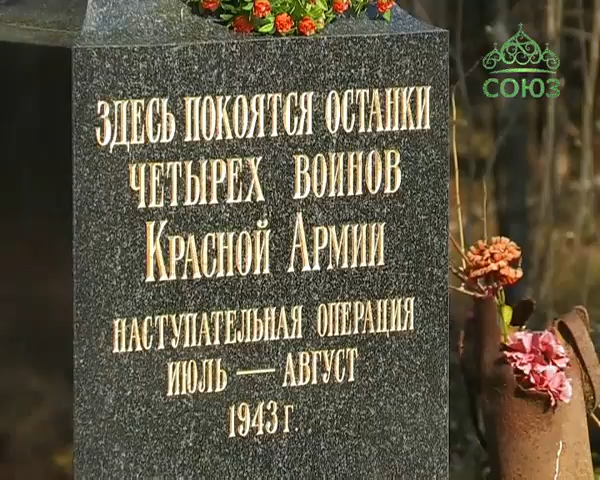 СОЮЗ
ЗДЕСЬ ПОКОЯТСЯ ОСТАНКИ
ЧЕТЫРЕХ ВОИНОВ
КРАСНОЙ АРМИИ
НАСТУПАТЕЛЬНАЯ ОПЕРАЦИЯ
ИЮЛЬ — АВГУСТ
1943 Г.